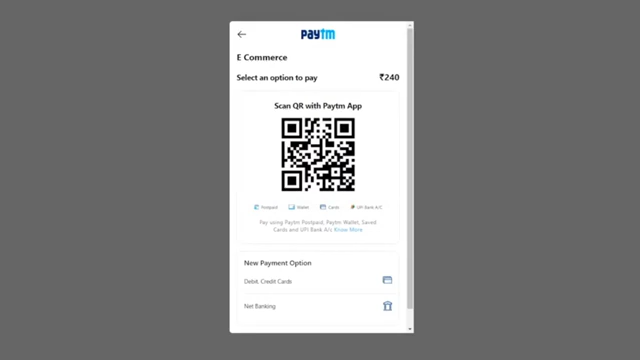 paytm
E Commerce
Select an option to pay ₹240
Scan QR with Paytm App
Postpaid Wallet Cards UPI Bank A/C
Pay using Paytm Postpaid, Paytm Wallet, Saved
Cards and UPI Bank A/c Know More
New Payment Option
Debit, Credit Cards
Net Banking